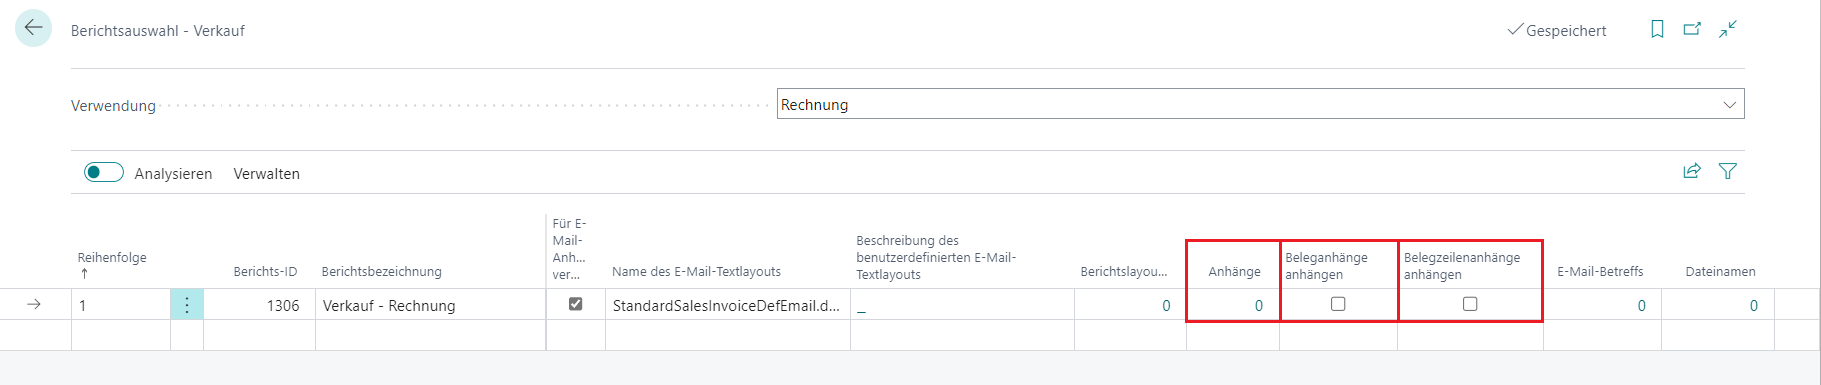 Berichtsauswahl - Verkauf
Gespeichert
Verwendung
Rechnung
Analysieren Verwalten
Reihenfolge
Berichts-ID
Berichtsbezeichnung
Für E-
Mail-
Anh...
ver...
Name des E-Mail-Textlayouts
Beschreibung des
benutzerdefinierten E-Mail-
Textlayouts
Berichtslayou...
Anhänge
Beleganhänge
anhängen
Belegzeilenanhänge
anhängen
E-Mail-Betreffs
Dateinamen
1 1306 Verkauf - Rechnung StandardSalesInvoiceDefEmail.d... _ 0 0 0 0